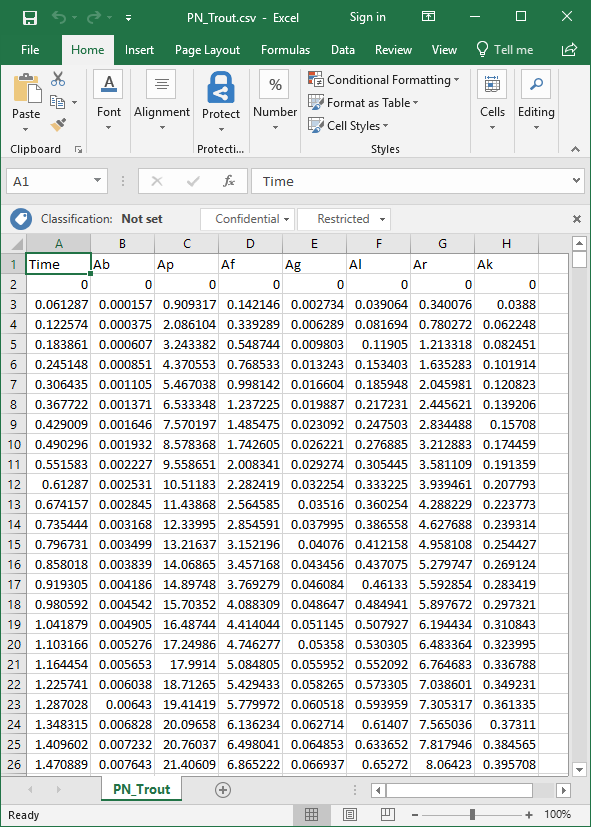 PN_Trout.csv - Excel Sign in
File Home Insert Page Layout Formulas Data Review View Tell me
Paste Font Alignment Protect Number Conditional Formatting Format as Table Cell Styles Cells Editing
Clipboard Protecti... Styles
A1 fx Time
Classification: Not set Confidential Restricted
A B C D E F G H
1 Time Ab Ap Af Ag Al Ar Ak
2 0 0 0 0 0 0 0 0
3 0.061287 0.000157 0.909317 0.142146 0.002734 0.039064 0.340076 0.0388
4 0.122574 0.000375 2.086104 0.339289 0.006289 0.081694 0.780272 0.062248
5 0.183861 0.000607 3.243382 0.548744 0.009803 0.11905 1.213318 0.082451
6 0.245148 0.000851 4.370553 0.768533 0.013243 0.153403 1.635283 0.101914
7 0.306435 0.001105 5.467038 0.998142 0.016604 0.185948 2.045981 0.120823
8 0.367722 0.001371 6.533348 1.237225 0.019887 0.217231 2.445621 0.139206
9 0.429009 0.001646 7.570197 1.485475 0.023092 0.247503 2.834488 0.15708
10 0.490296 0.001932 8.578368 1.742605 0.026221 0.276885 3.212883 0.174459
11 0.551583 0.002227 9.558651 2.008341 0.029274 0.305445 3.581109 0.191359
12 0.61287 0.002531 10.51183 2.282419 0.032254 0.333225 3.939461 0.207793
13 0.674157 0.002845 11.43868 2.564585 0.03516 0.360254 4.288229 0.223773
14 0.735444 0.003168 12.33995 2.854591 0.037995 0.386558 4.627688 0.239314
15 0.796731 0.003499 13.21637 3.152196 0.04076 0.412158 4.958108 0.254427
16 0.858018 0.003839 14.06865 3.457168 0.043456 0.437075 5.279747 0.269124
17 0.919305 0.004186 14.89748 3.769279 0.046084 0.46133 5.592854 0.283419
18 0.980592 0.004542 15.70352 4.088309 0.048647 0.484941 5.897672 0.297321
19 1.041879 0.004905 16.48744 4.414044 0.051145 0.507927 6.194434 0.310843
20 1.103166 0.005276 17.24986 4.746277 0.05358 0.530305 6.483364 0.323995
21 1.164454 0.005653 17.9914 5.084805 0.055952 0.552092 6.764683 0.336788
22 1.225741 0.006038 18.71265 5.429433 0.058265 0.573305 7.038601 0.349231
23 1.287028 0.00643 19.41419 5.779972 0.060518 0.593959 7.305317 0.361335
24 1.348315 0.006828 20.09658 6.136234 0.062714 0.61407 7.565036 0.37311
25 1.409602 0.007232 20.76037 6.498041 0.064853 0.633652 7.817946 0.384565
26 1.470889 0.007643 21.40609 6.865222 0.066937 0.65272 8.06423 0.395708
PN_Trout
Ready 100%